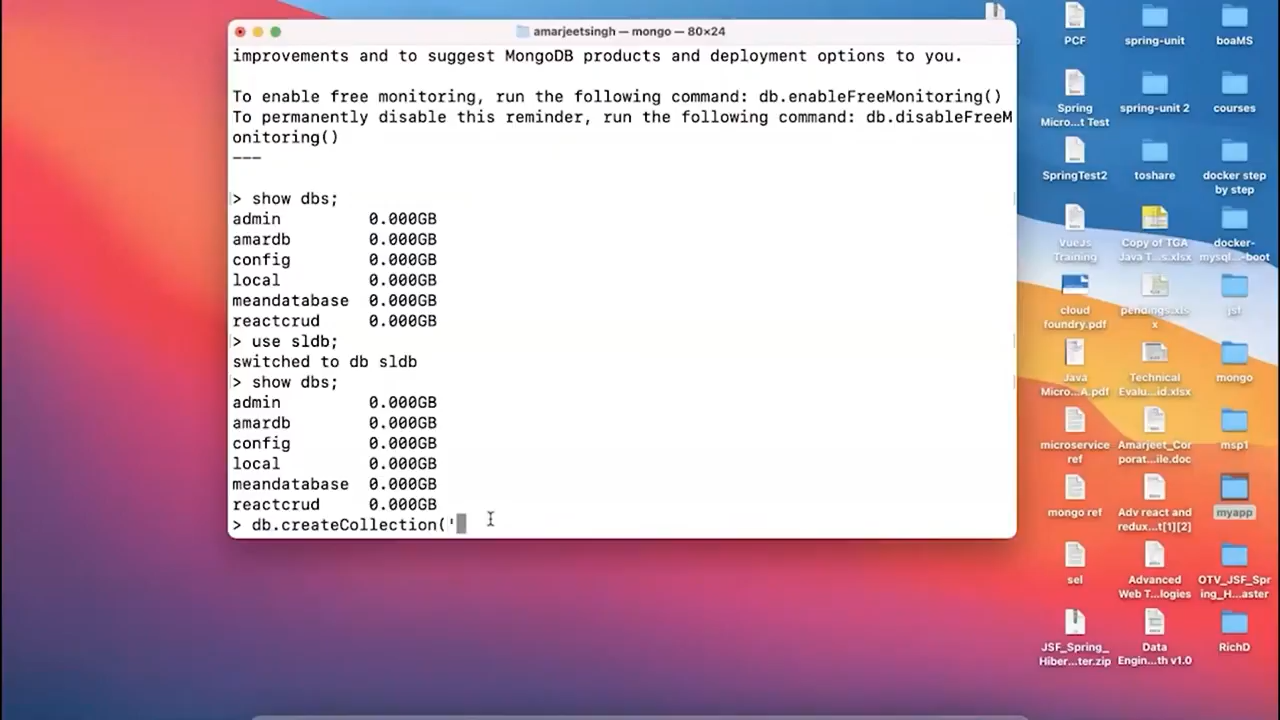 amarjeetsingh — mongo — 80×24
improvements and to suggest MongoDB products and deployment options to you.
To enable free monitoring, run the following command: db.enableFreeMonitoring()
To permanently disable this reminder, run the following command: db.disableFreeM
onitoring()
---
> show dbs;
admin 0.000GB
amardb 0.000GB
config 0.000GB
local 0.000GB
meandatabase 0.000GB
reactcrud 0.000GB
> use sldb;
switched to db sldb
> show dbs;
admin 0.000GB
amardb 0.000GB
config 0.000GB
local 0.000GB
meandatabase 0.000GB
reactcrud 0.000GB
> db.createCollection('
PCF
spring-unit
boaMS
Spring
Micro...t Test
spring-unit 2
courses
SpringTest2
toshare
docker step
by step
VueJs
Training
Copy of TGA
Java T...s.xlsx
docker-
mysql...-boot
cloud
foundry.pdf
pendings.xls
x
jsf
Java
Micro...A.pdf
Technical
Evalu...id.xlsx
mongo
microservice
ref
Amarjeet_Cor
porat...ile.doc
msp1
mongo ref
Adv react and
redux...t[1][2]
myapp
sel
Advanced
Web T...logies
OTV_JSF_Spr
ing_H...aster
JSF_Spring_
Hiber...ter.zip
Data
Engin...th v1.0
RichD